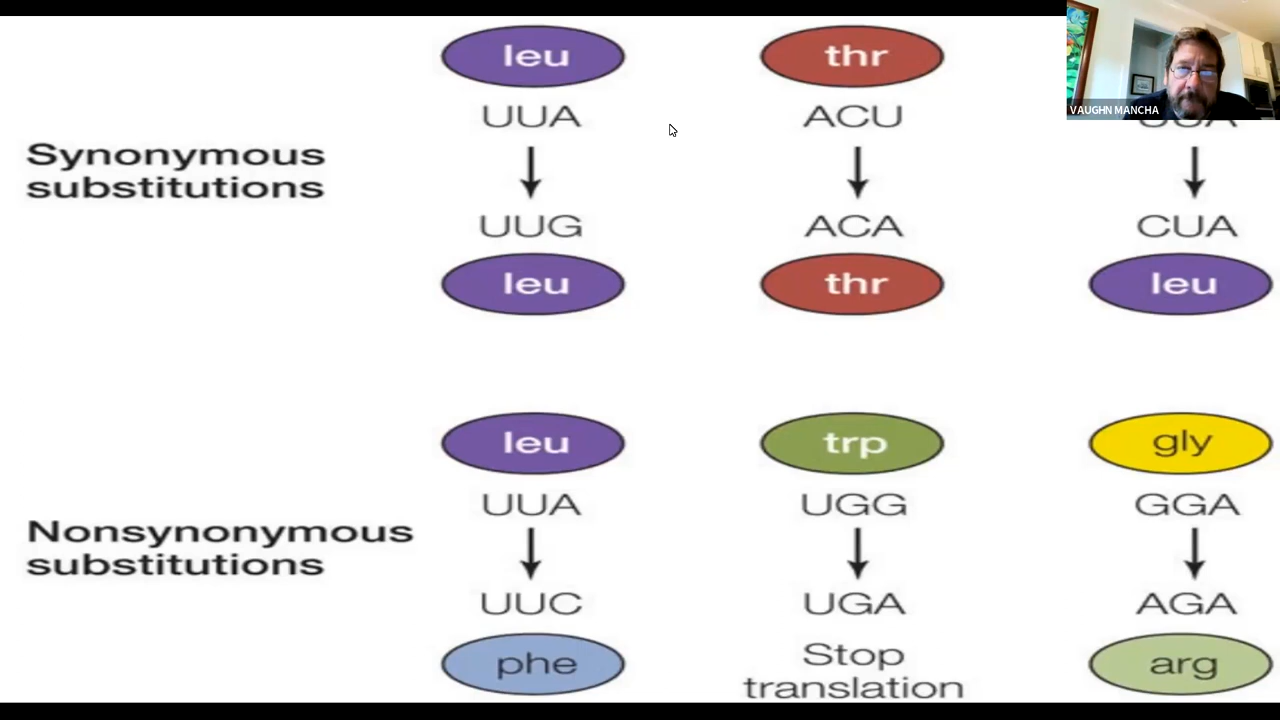 leu thr
VAUGHN MANCHA
UUA ACU
Synonymous
substitutions
UUG ACA CUA
leu thr leu
leu trp gly
UUA UGG GGA
Nonsynonymous
substitutions
UUC UGA AGA
phe Stop arg
translation